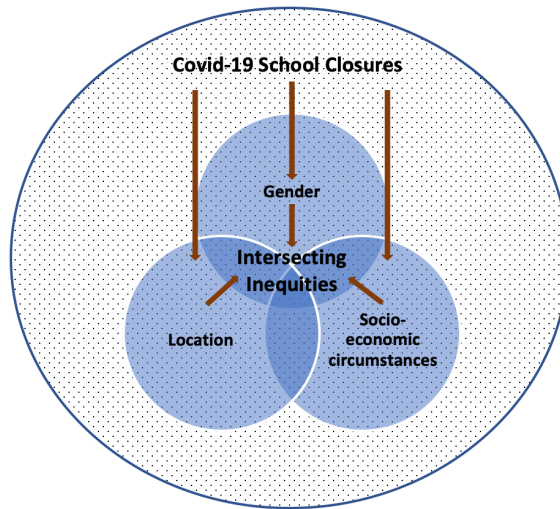 Covid-19 School Closures
Gender
Intersecting
Inequities
Location
Socio-
economic
circumstances